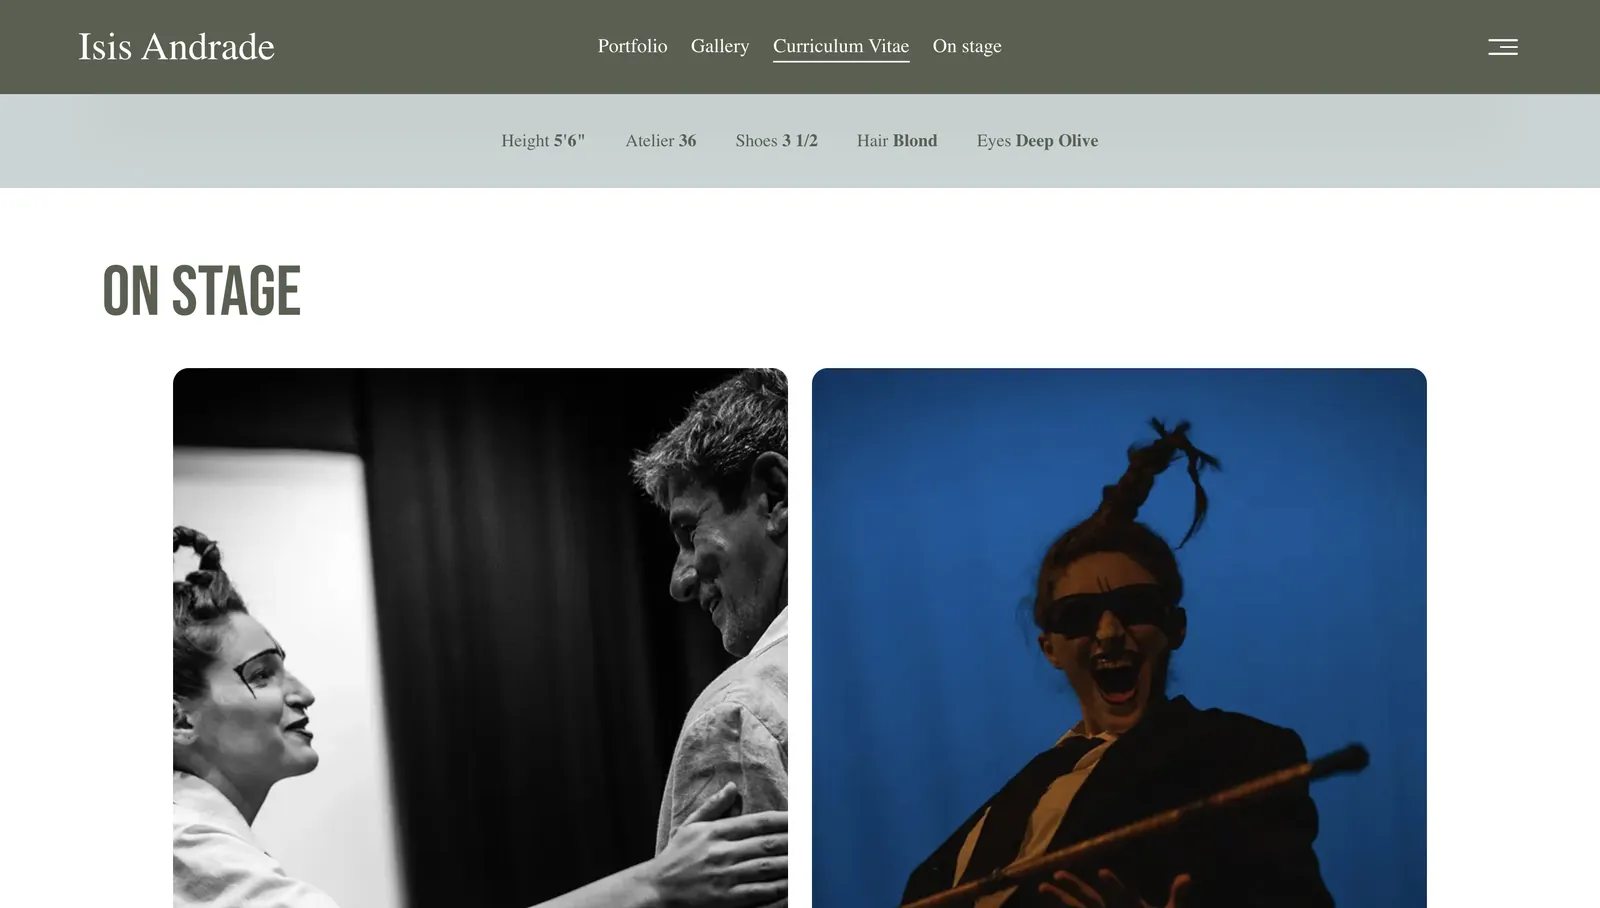 Isis Andrade
Portfolio Gallery Curriculum Vitae On stage
Height 5'6" Atelier 36 Shoes 3 1/2 Hair Blond Eyes Deep Olive
ON STAGE